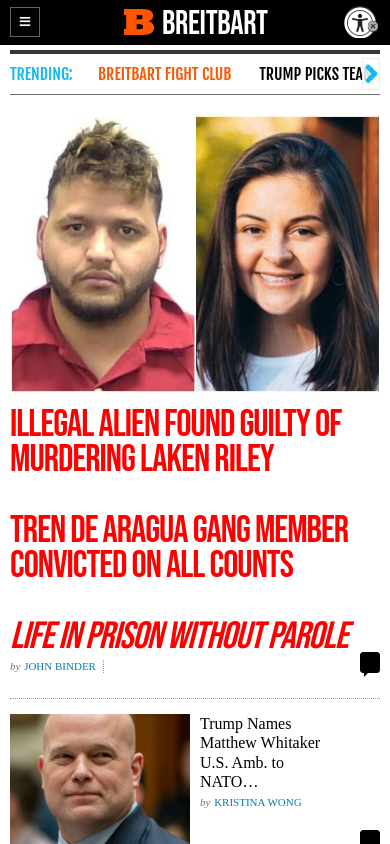 B BREITBART
TRENDING: BREITBART FIGHT CLUB TRUMP PICKS TEA
ILLEGAL ALIEN FOUND GUILTY OF
MURDERING LAKEN RILEY
TREN DE ARAGUA GANG MEMBER
CONVICTED ON ALL COUNTS
LIFE IN PRISON WITHOUT PAROLE
by JOHN BINDER
Trump Names
Matthew Whitaker
U.S. Amb. to
NATO…
by KRISTINA WONG